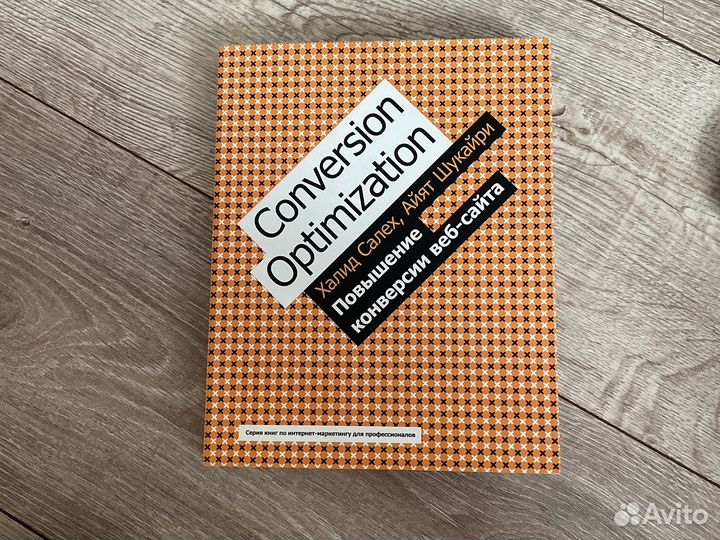 Conversion
Optimization
Халид Салех, Айят Шукайри
Повышение
конверсии веб-сайта
Серия книг по интернет-маркетингу для профессионалов
Avito